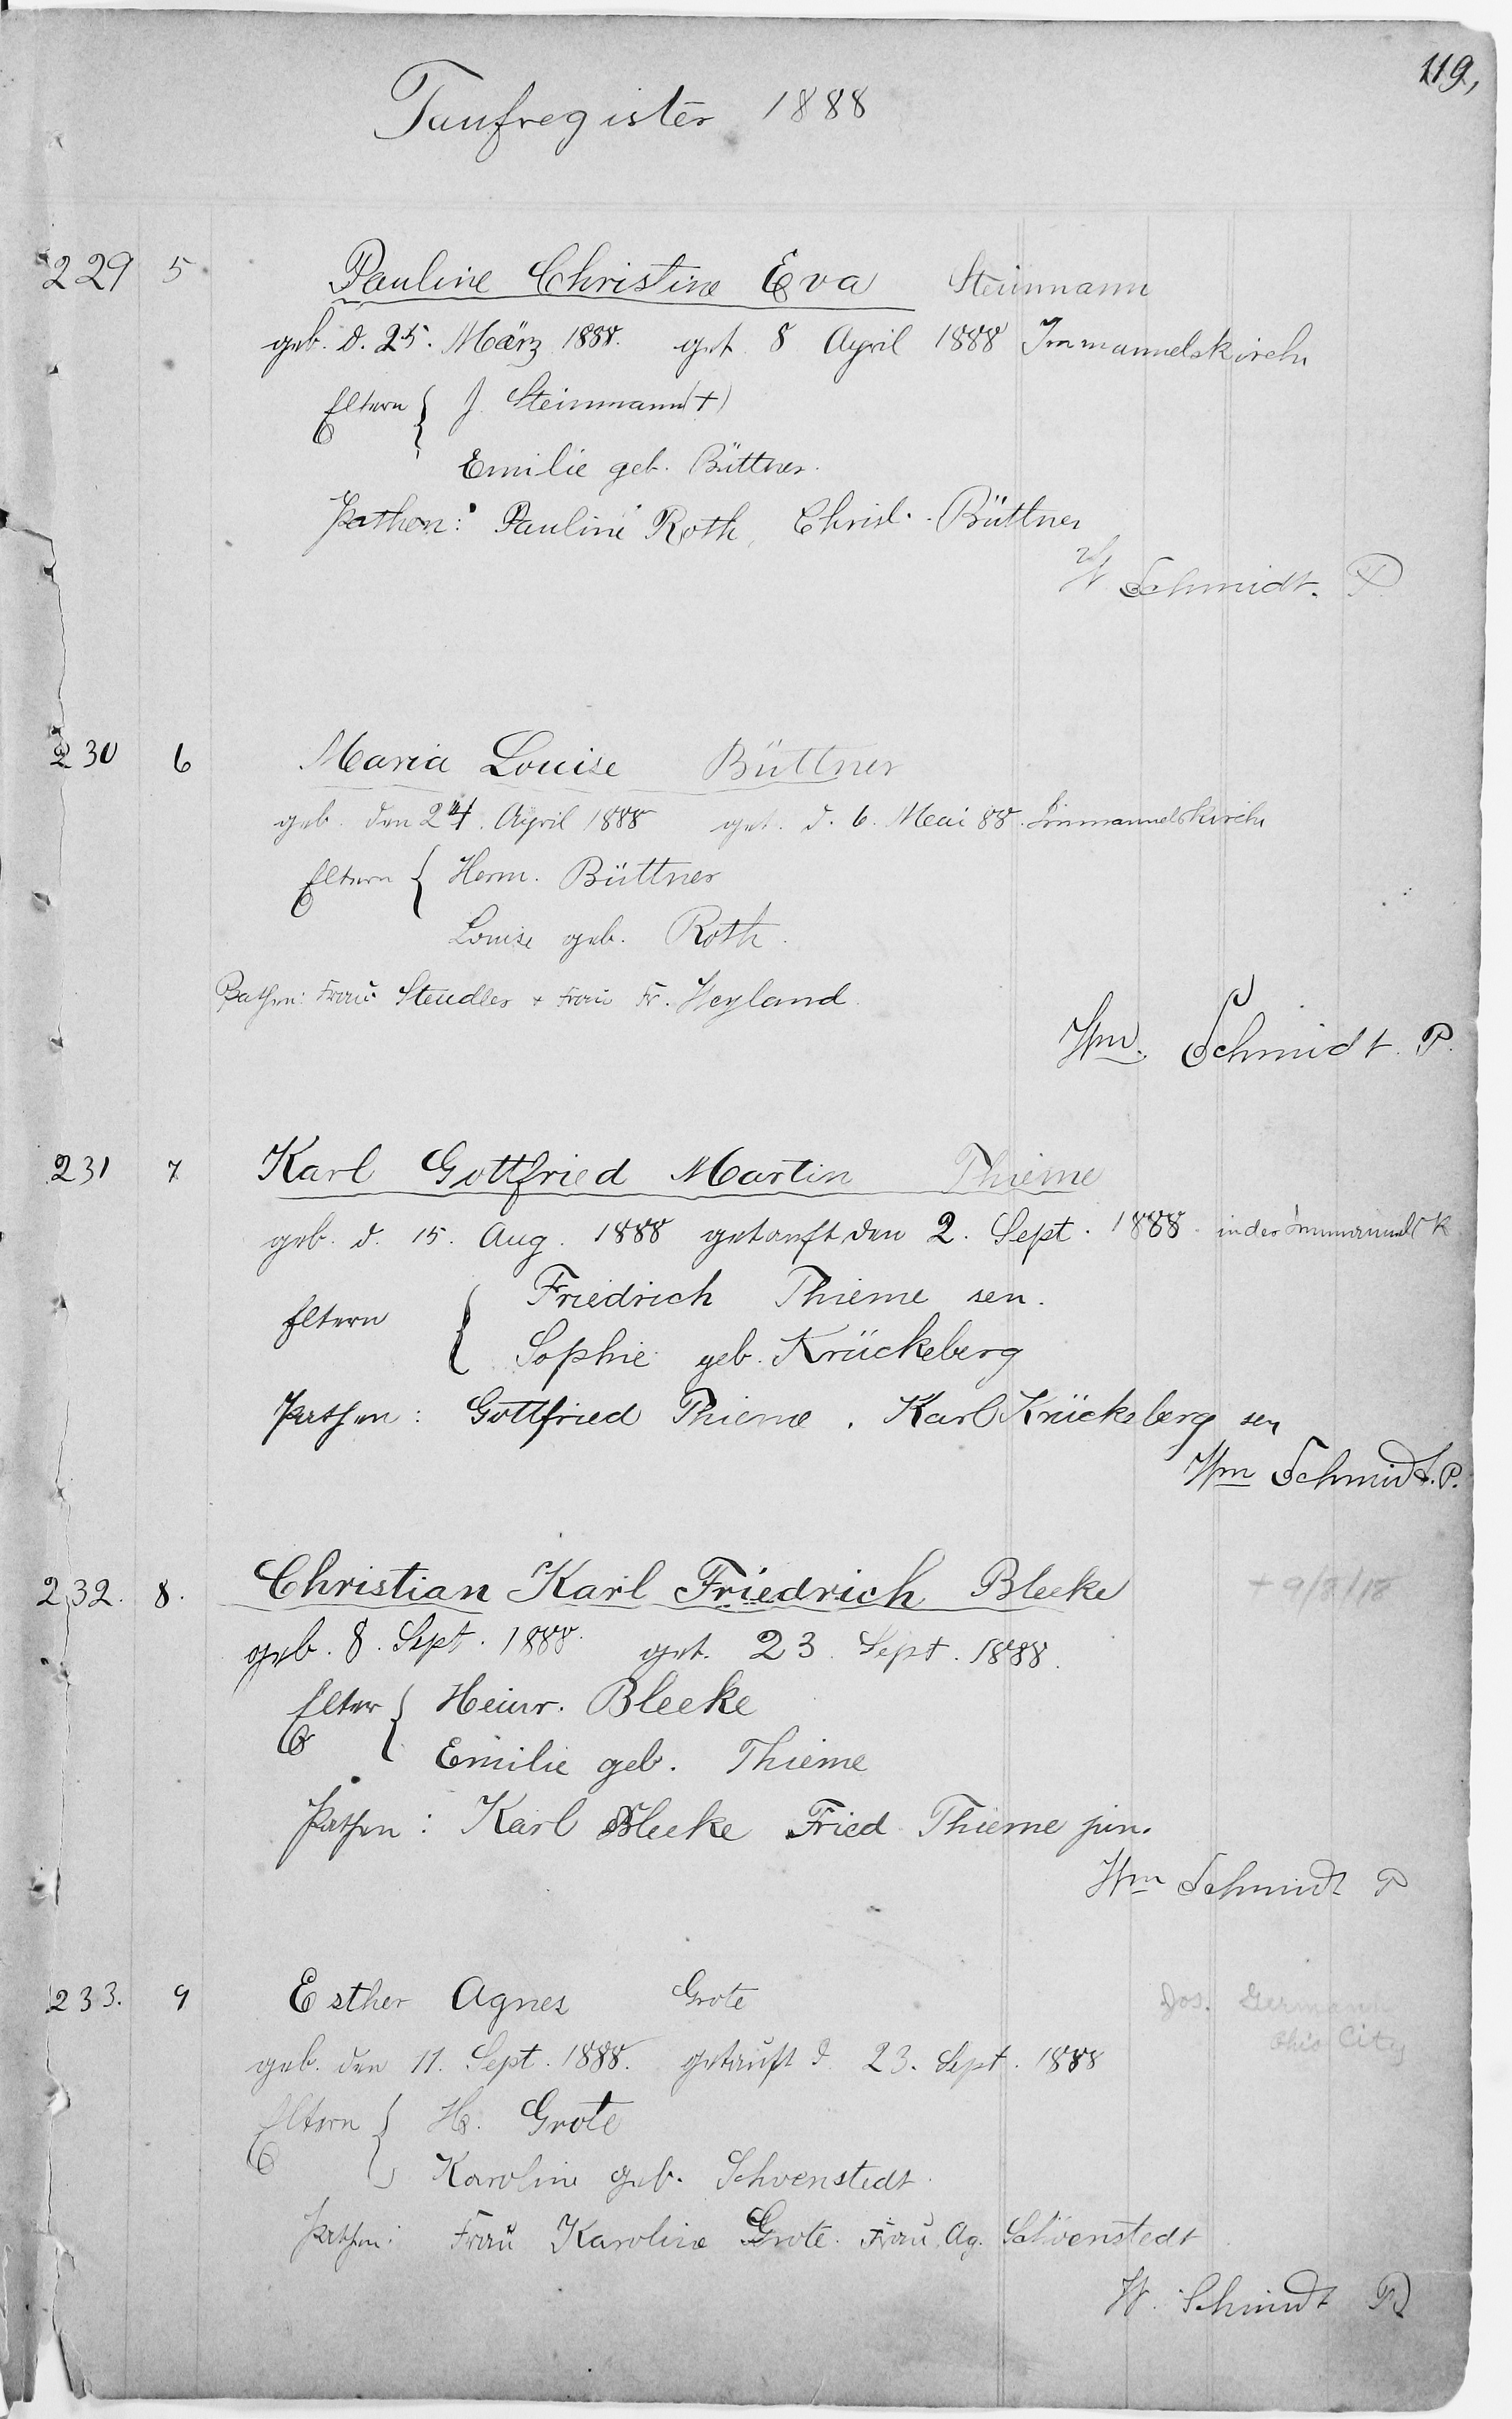 119,
Taufregister 1888
229 5 Pauline Christine Eva Steinmann
geb. d. 25. März 1888. get. 8 April 1888 Immanuelskirche
Eltern { J. Steinmann (+)
Emilie geb. Büttner.
Pathen: Pauline Roth, Christ. Büttner
W Schmidt. P.
230 6 Maria Louise Büttner
geb. den 24. April 1888 get. d. 6. Mai 88. Immanuelskirche
Eltern { Herm. Büttner
Louise geb. Roth.
Pathen: Frau Steudler + Frau Fr. Weyland.
Wm. Schmidt. P.
231 7 Karl Gottfried Martin Thieme
geb. d. 15. Aug. 1888 getauft den 2. Sept. 1888. in der Immanuels K
Eltern { Friedrich Thieme sen.
Sophie geb. Krückeberg
Pathen: Gottfried Thieme. Karl Krückeberg sen
Wm Schmidt. P.
232. 8. Christian Karl Friedrich Bleeke + 9/8/18
geb. 8. Sept. 1888. get. 23. Sept. 1888.
Elter { Heinr. Bleeke
Emilie geb. Thieme
Pathen: Karl Bleeke Fried Thieme jun.
Wm Schmidt P
233. 9 Esther Agnes Grote Jos. Germann
Ohio City
geb. den 11. Sept. 1888. getauft d. 23. Sept. 1888
Eltern { H. Grote
Karoline geb. Schoenstedt.
Pathen: Frau Karoline Grote. Frau Ag. Schoenstedt
W. Schmidt P